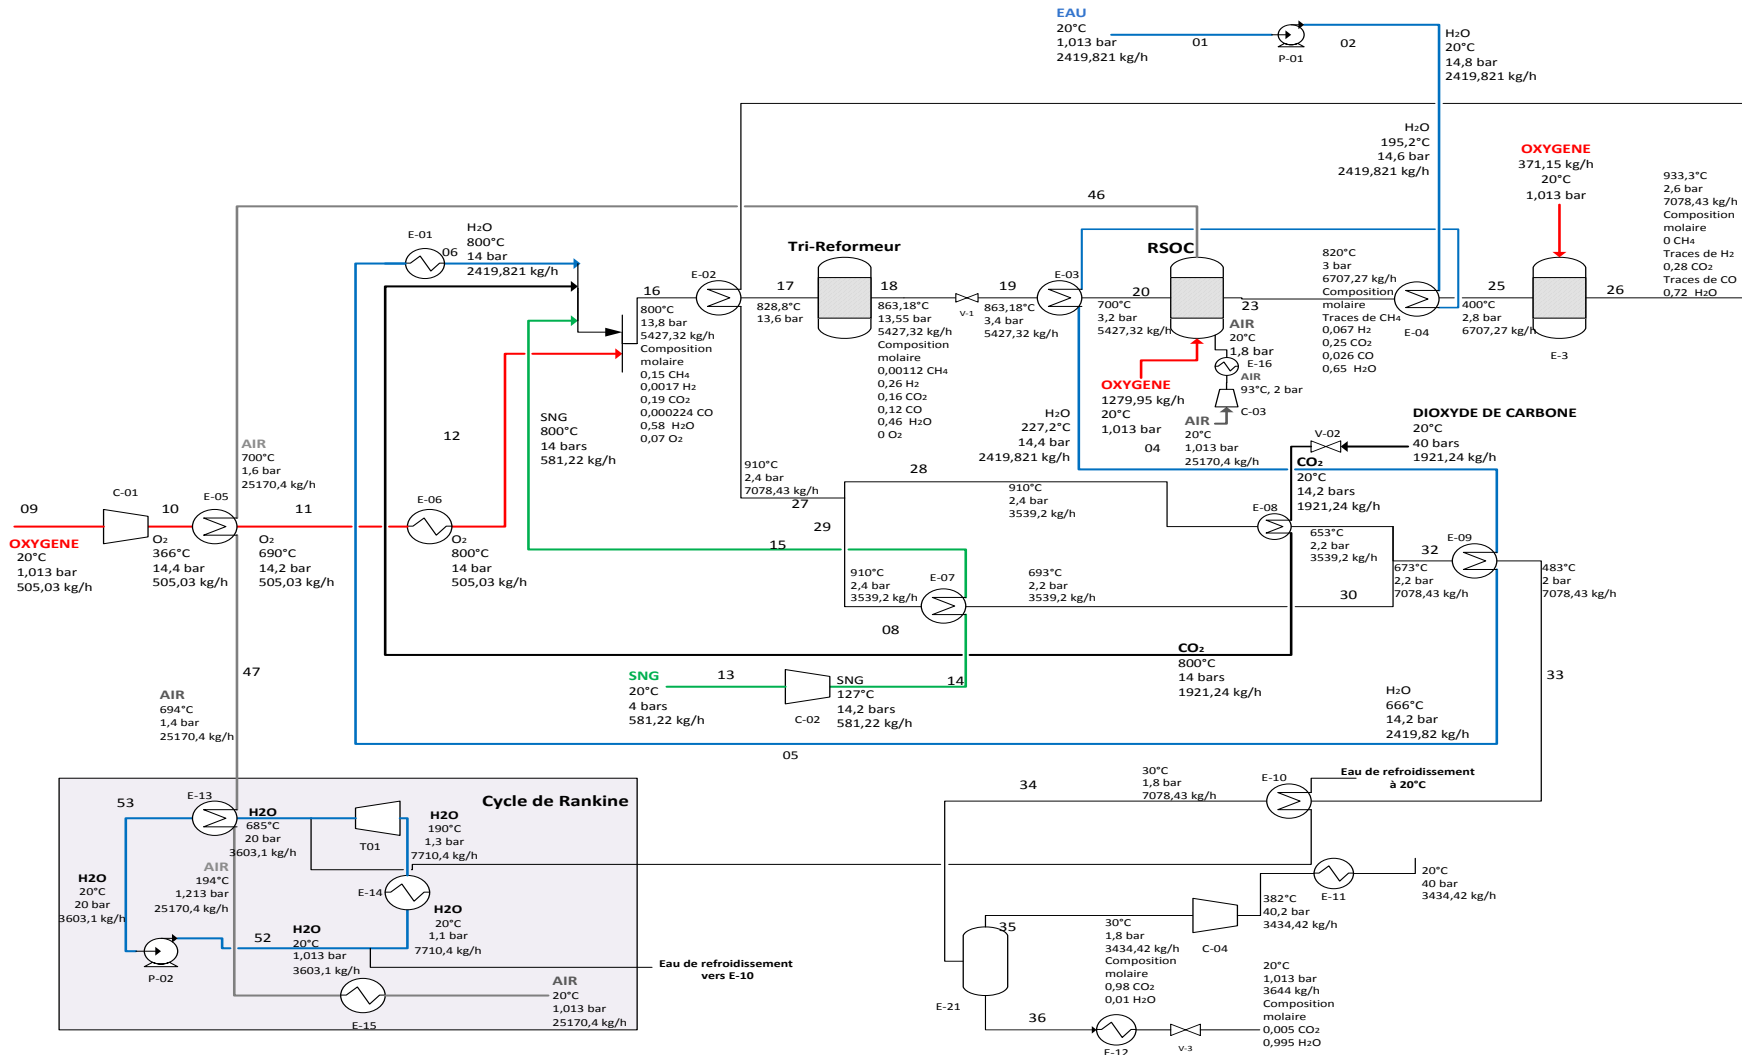 EAU
20°C
1,013 bar
2419,821 kg/h
01
P-01
02
H₂O
20°C
14,8 bar
2419,821 kg/h
H₂O
195,2°C
14,6 bar
2419,821 kg/h
OXYGENE
371,15 kg/h
20°C
1,013 bar
933,3°C
2,6 bar
7078,43 kg/h
Composition
molaire
0 CH₄
Traces de H₂
0,28 CO₂
Traces de CO
0,72 H₂O
46
E-01
06
H₂O
800°C
14 bar
2419,821 kg/h
16
800°C
13,8 bar
5427,32 kg/h
Composition
molaire
0,15 CH₄
0,0017 H₂
0,19 CO₂
0,000224 CO
0,58 H₂O
0,07 O₂
E-02
17
828,8°C
13,6 bar
Tri-Reformeur
18
863,18°C
13,55 bar
5427,32 kg/h
Composition
molaire
0,00112 CH₄
0,26 H₂
0,16 CO₂
0,12 CO
0,46 H₂O
0 O₂
V-1
19
863,18°C
3,4 bar
5427,32 kg/h
E-03
20
700°C
3,2 bar
5427,32 kg/h
RSOC
23
820°C
3 bar
6707,27 kg/h
Composition
molaire
Traces de CH₄
0,067 H₂
0,25 CO₂
0,026 CO
0,65 H₂O
E-04
25
400°C
2,8 bar
6707,27 kg/h
E-3
26
AIR
20°C
1,8 bar
E-16
AIR
93°C, 2 bar
C-03
AIR
20°C
1,013 bar
25170,4 kg/h
OXYGENE
1279,95 kg/h
20°C
1,013 bar
04
H₂O
227,2°C
14,4 bar
2419,821 kg/h
DIOXYDE DE CARBONE
20°C
40 bars
1921,24 kg/h
V-02
CO₂
20°C
14,2 bars
1921,24 kg/h
SNG
800°C
14 bars
581,22 kg/h
12
AIR
700°C
1,6 bar
25170,4 kg/h
09
OXYGENE
20°C
1,013 bar
505,03 kg/h
C-01
10
O₂
366°C
14,4 bar
505,03 kg/h
E-05
11
O₂
690°C
14,2 bar
505,03 kg/h
E-06
O₂
800°C
14 bar
505,03 kg/h
910°C
2,4 bar
7078,43 kg/h
27
28
910°C
2,4 bar
3539,2 kg/h
29
15
910°C
2,4 bar
3539,2 kg/h
E-07
08
693°C
2,2 bar
3539,2 kg/h
30
E-08
653°C
2,2 bar
3539,2 kg/h
32
673°C
2,2 bar
7078,43 kg/h
E-09
483°C
2 bar
7078,43 kg/h
33
CO₂
800°C
14 bars
1921,24 kg/h
SNG
20°C
4 bars
581,22 kg/h
13
C-02
SNG
127°C
14,2 bars
581,22 kg/h
14
H₂O
666°C
14,2 bar
2419,82 kg/h
05
47
AIR
694°C
1,4 bar
25170,4 kg/h
Cycle de Rankine
53
E-13
H2O
685°C
20 bar
3603,1 kg/h
T01
H2O
190°C
1,3 bar
7710,4 kg/h
H2O
20°C
20 bar
3603,1 kg/h
AIR
194°C
1,213 bar
25170,4 kg/h
E-14
H2O
20°C
1,1 bar
7710,4 kg/h
P-02
52
H2O
20°C
1,013 bar
3603,1 kg/h
E-15
AIR
20°C
1,013 bar
25170,4 kg/h
Eau de refroidissement
vers E-10
34
30°C
1,8 bar
7078,43 kg/h
E-10
Eau de refroidissement
à 20°C
E-11
20°C
40 bar
3434,42 kg/h
382°C
40,2 bar
3434,42 kg/h
C-04
35
30°C
1,8 bar
3434,42 kg/h
Composition
molaire
0,98 CO₂
0,01 H₂O
E-21
36
E-12
V-3
20°C
1,013 bar
3644 kg/h
Composition
molaire
0,005 CO₂
0,995 H₂O